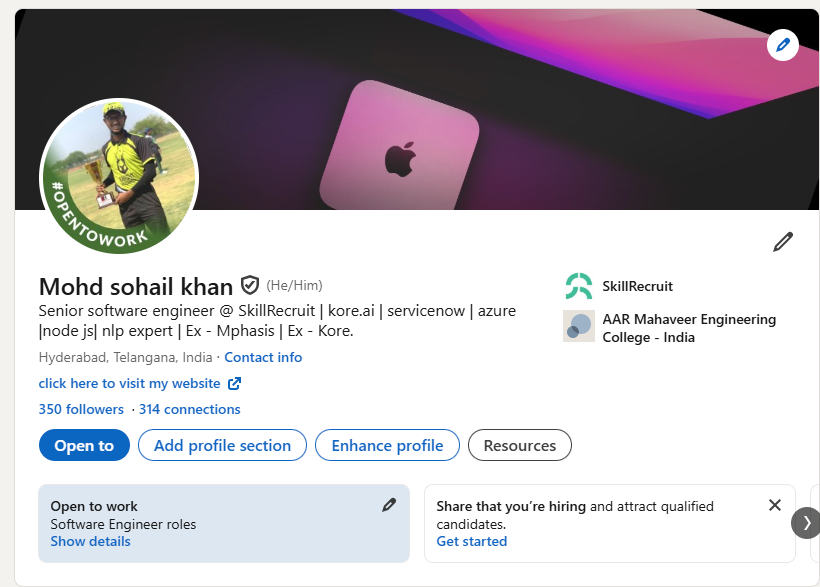 #OPENTOWORK
Mohd sohail khan (He/Him)
Senior software engineer @ SkillRecruit | kore.ai | servicenow | azure
|node js| nlp expert | Ex - Mphasis | Ex - Kore.
Hyderabad, Telangana, India · Contact info
click here to visit my website
350 followers · 314 connections
SkillRecruit
AAR Mahaveer Engineering
College - India
Open to
Add profile section
Enhance profile
Resources
Open to work
Software Engineer roles
Show details
Share that you’re hiring and attract qualified
candidates.
Get started